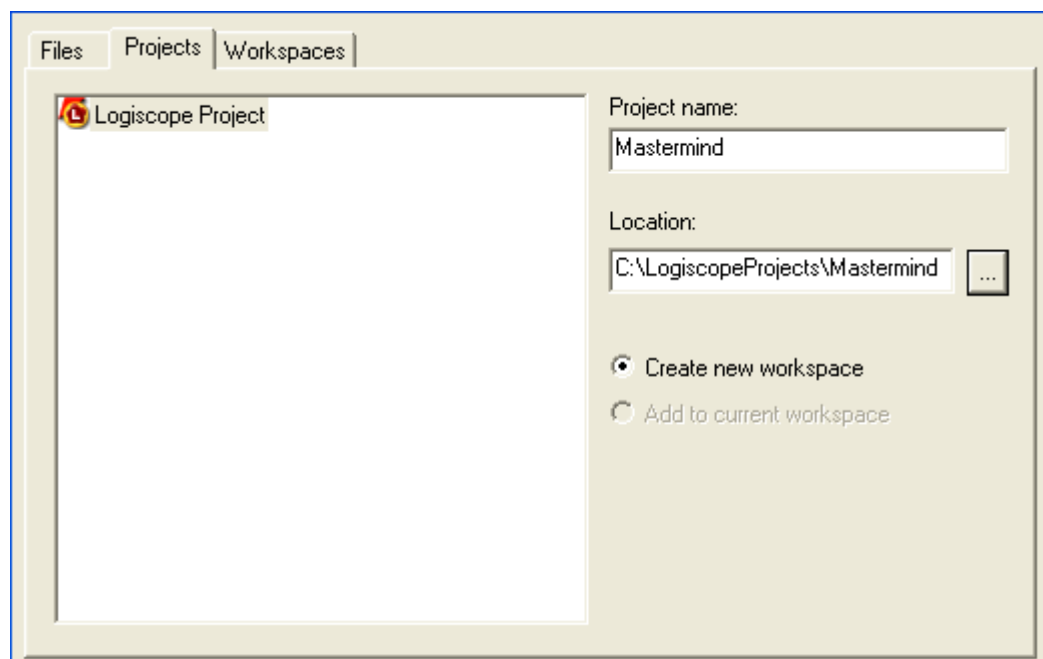 Files Projects Workspaces
Logiscope Project
Project name:
Mastermind
Location:
C:\LogiscopeProjects\Mastermind ...
Create new workspace
Add to current workspace